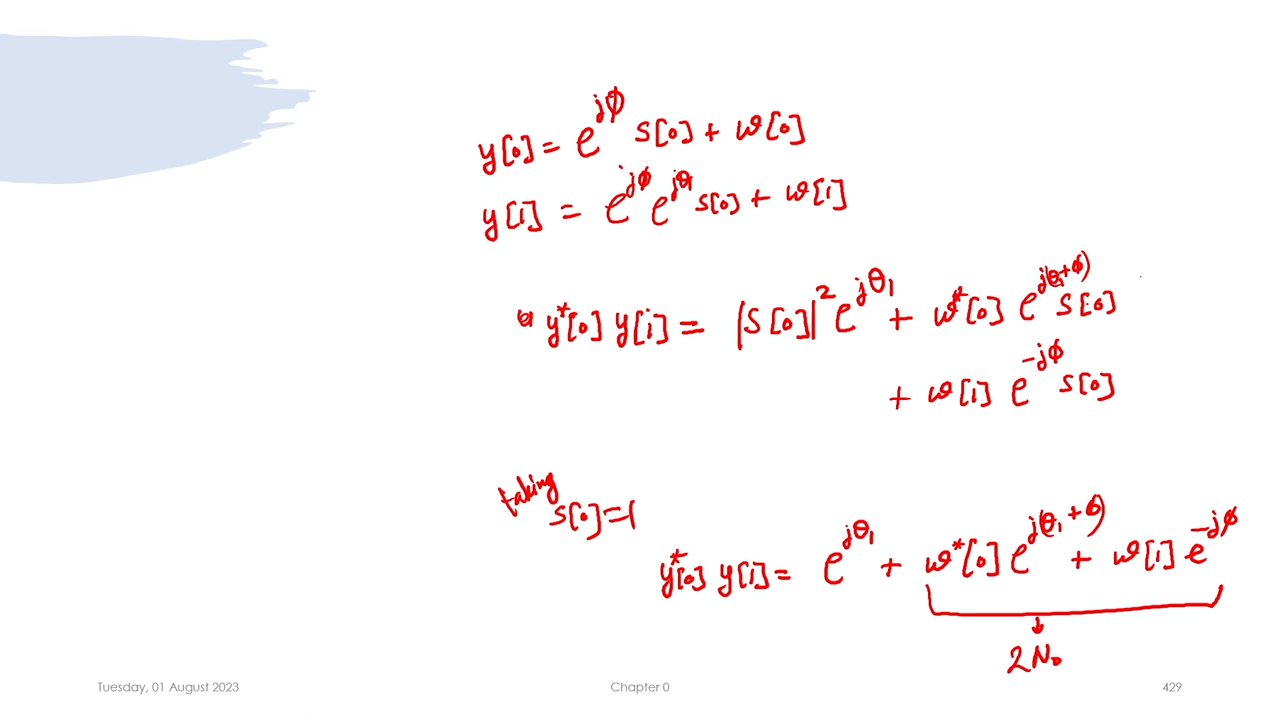 y[0] = e^{jϕ} s[0] + w[0]
y[1] = e^{jϕ} e^{jθ₁} s[0] + w[1]
y*[0] y[1] = |s[0]|² e^{jθ₁} + w*[0] e^{j(θ₁+ϕ)} s[0]
+ w[1] e^{-jϕ} s[0]
taking
s[0]=1
y*[0] y[1] = e^{jθ₁} + w*[0] e^{j(θ₁+ϕ)} + w[1] e^{-jϕ}
↓
2N₀
Tuesday, 01 August 2023 Chapter 0 429